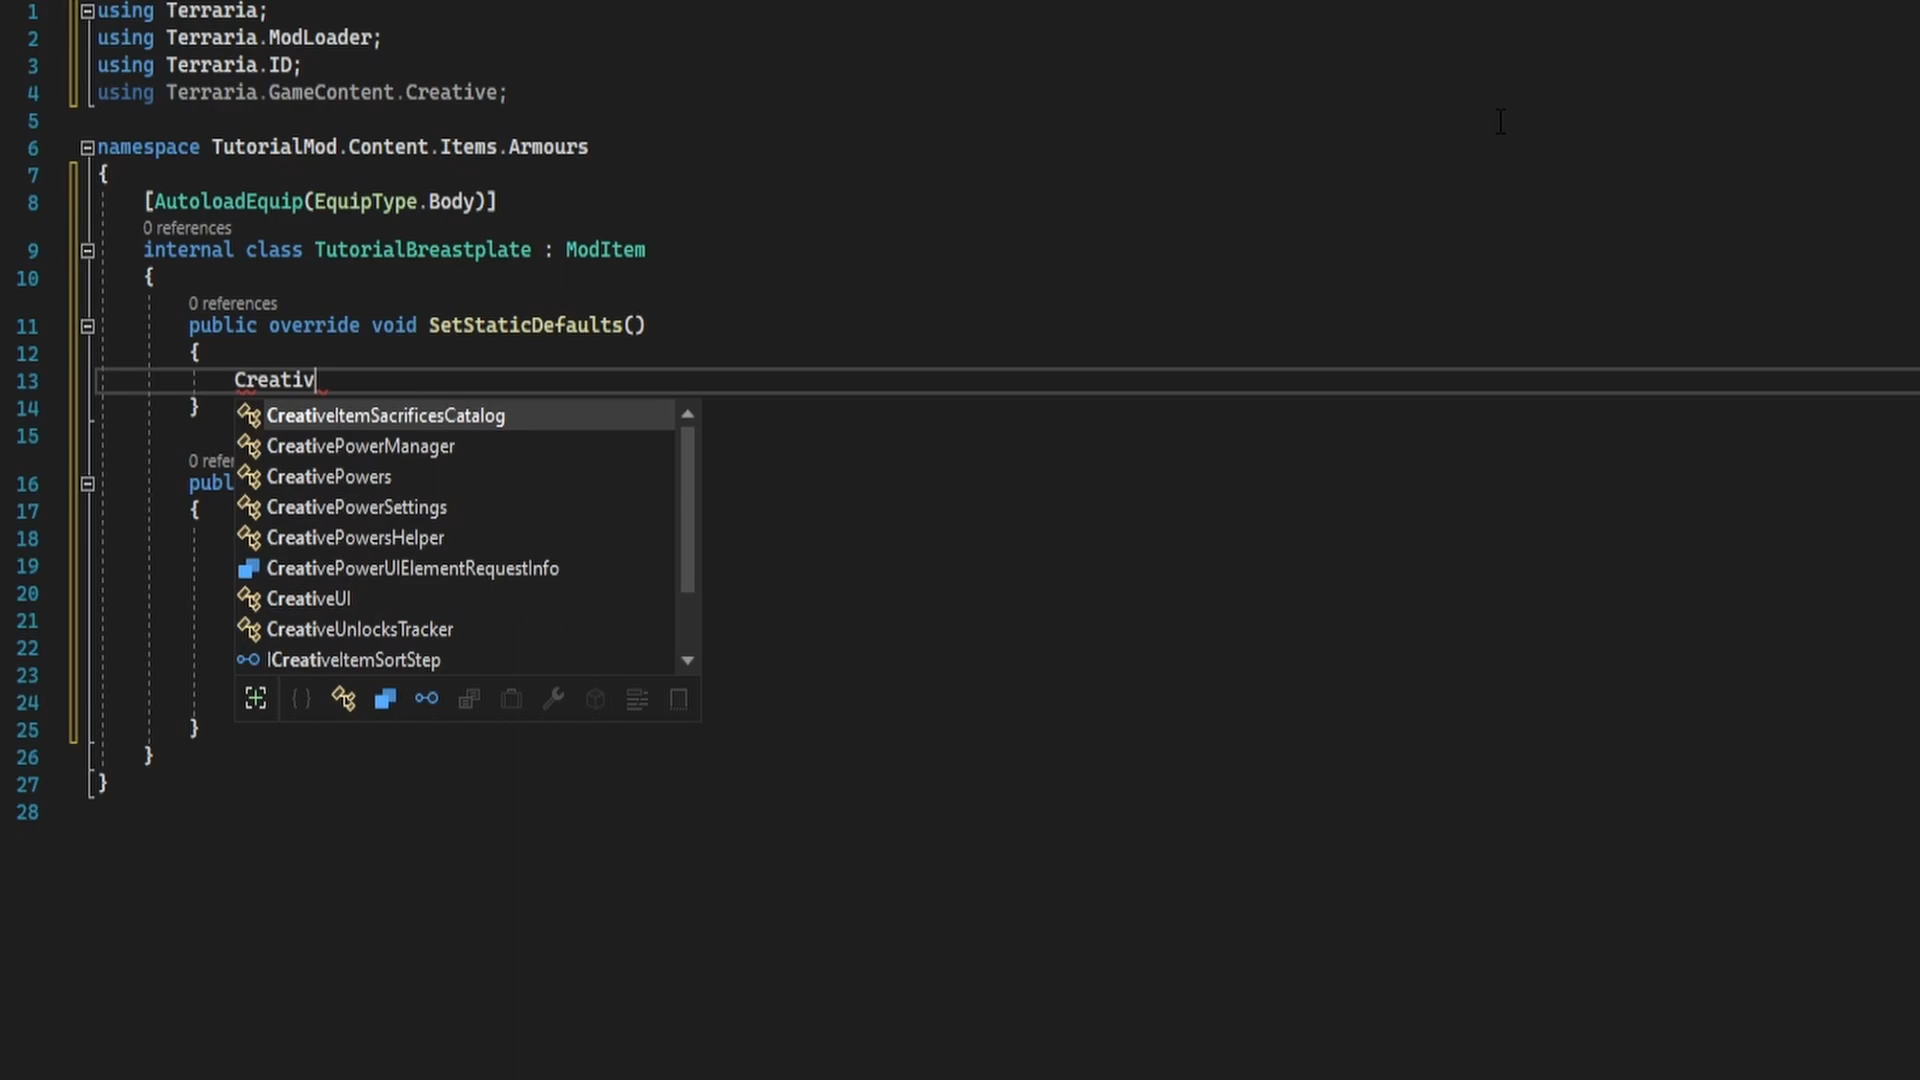 1 using Terraria;
2 using Terraria.ModLoader;
3 using Terraria.ID;
4 using Terraria.GameContent.Creative;
5
6 namespace TutorialMod.Content.Items.Armours
7 {
8 [AutoloadEquip(EquipType.Body)]
0 references
9 internal class TutorialBreastplate : ModItem
10 {
0 references
11 public override void SetStaticDefaults()
12 {
13 Creativ
14 }
CreativeItemSacrificesCatalog
15
CreativePowerManager
0 refer
CreativePowers
16 publ
17 {
CreativePowerSettings
18
CreativePowersHelper
19
CreativePowerUIElementRequestInfo
20
CreativeUI
21
CreativeUnlocksTracker
22
ICreativeItemSortStep
23
24
25 }
26 }
27 }
28